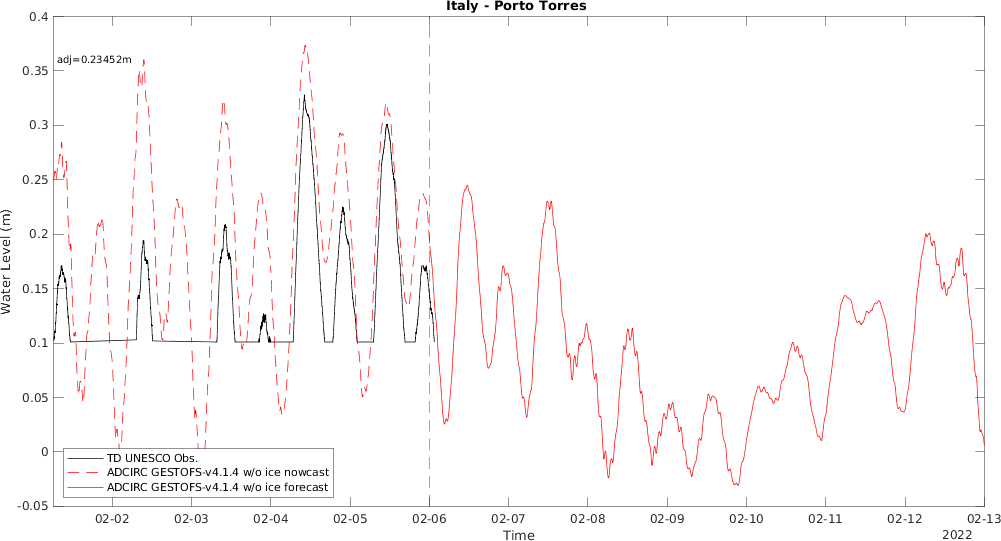 Italy - Porto Torres
adj=0.23452m
0.4
0.35
0.3
0.25
0.2
0.15
0.1
0.05
0
-0.05
Water Level (m)
TD UNESCO Obs.
ADCIRC GESTOFS-v4.1.4 w/o ice nowcast
ADCIRC GESTOFS-v4.1.4 w/o ice forecast
02-02 02-03 02-04 02-05 02-06 02-07 02-08 02-09 02-10 02-11 02-12 02-13
Time
2022